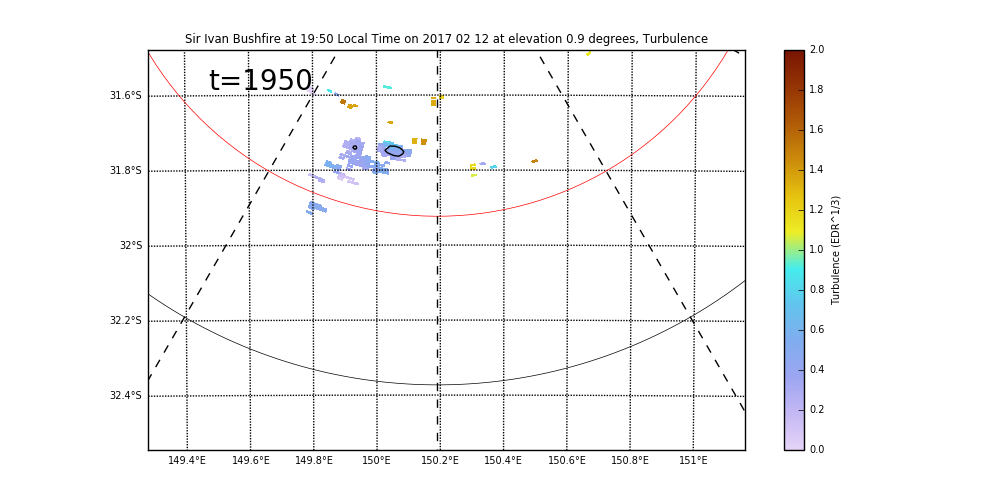 Sir Ivan Bushfire at 19:50 Local Time on 2017 02 12 at elevation 0.9 degrees, Turbulence
t=1950
31.6°S
31.8°S
32°S
32.2°S
32.4°S
149.4°E 149.6°E 149.8°E 150°E 150.2°E 150.4°E 150.6°E 150.8°E 151°E
2.0
1.8
1.6
1.4
1.2
1.0
0.8
0.6
0.4
0.2
0.0
Turbulence (EDR^1/3)